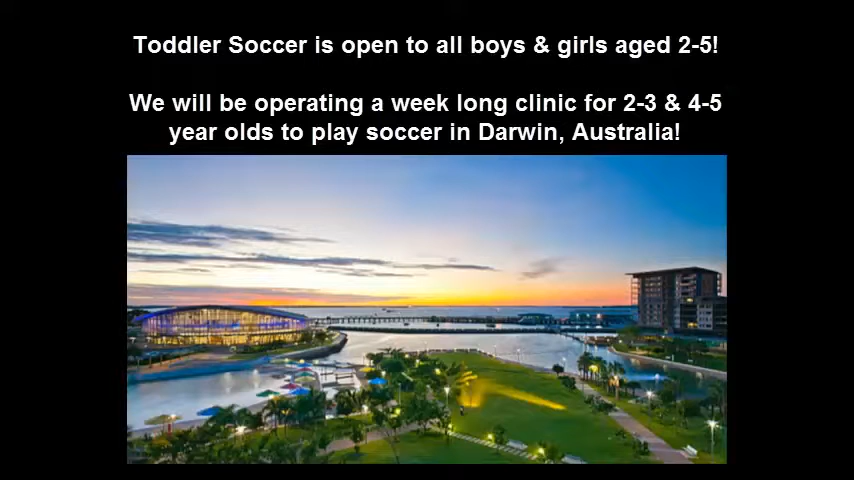 Toddler Soccer is open to all boys & girls aged 2-5!
We will be operating a week long clinic for 2-3 & 4-5
year olds to play soccer in Darwin, Australia!